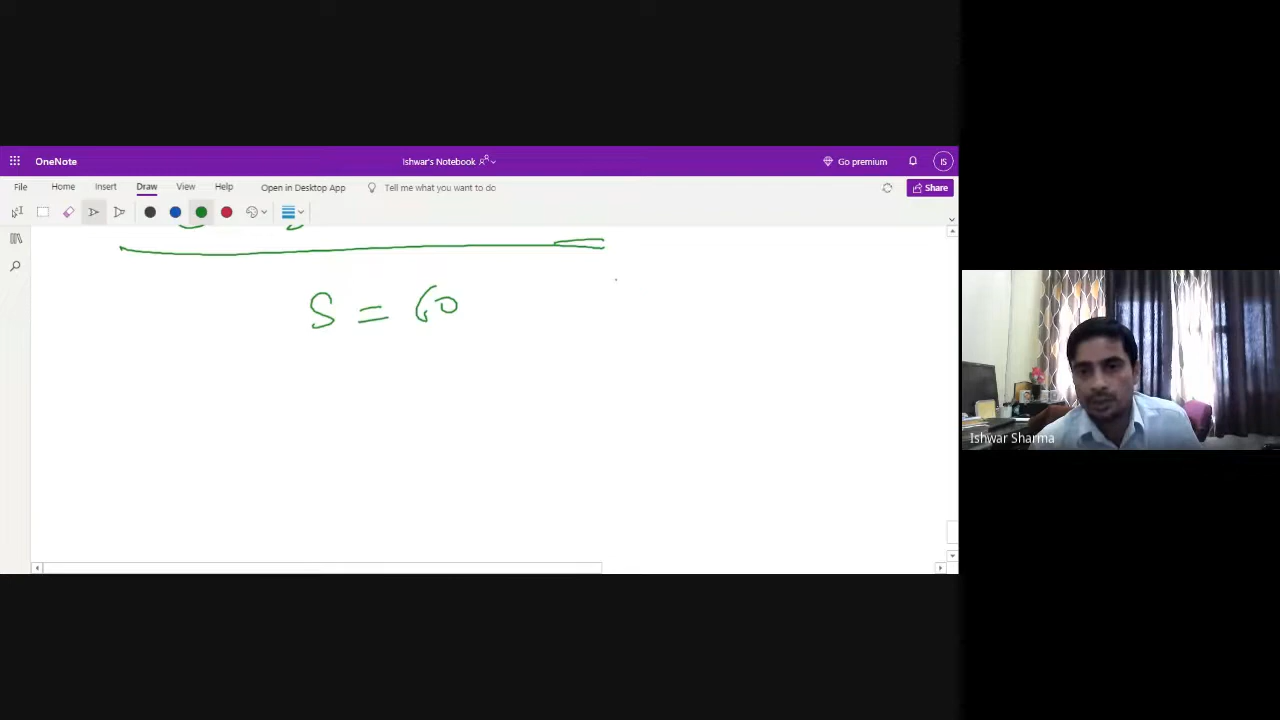 OneNote
Ishwar's Notebook
Go premium
IS
File Home Insert Draw View Help Open in Desktop App Tell me what you want to do
Share
S = 60
Ishwar Sharma